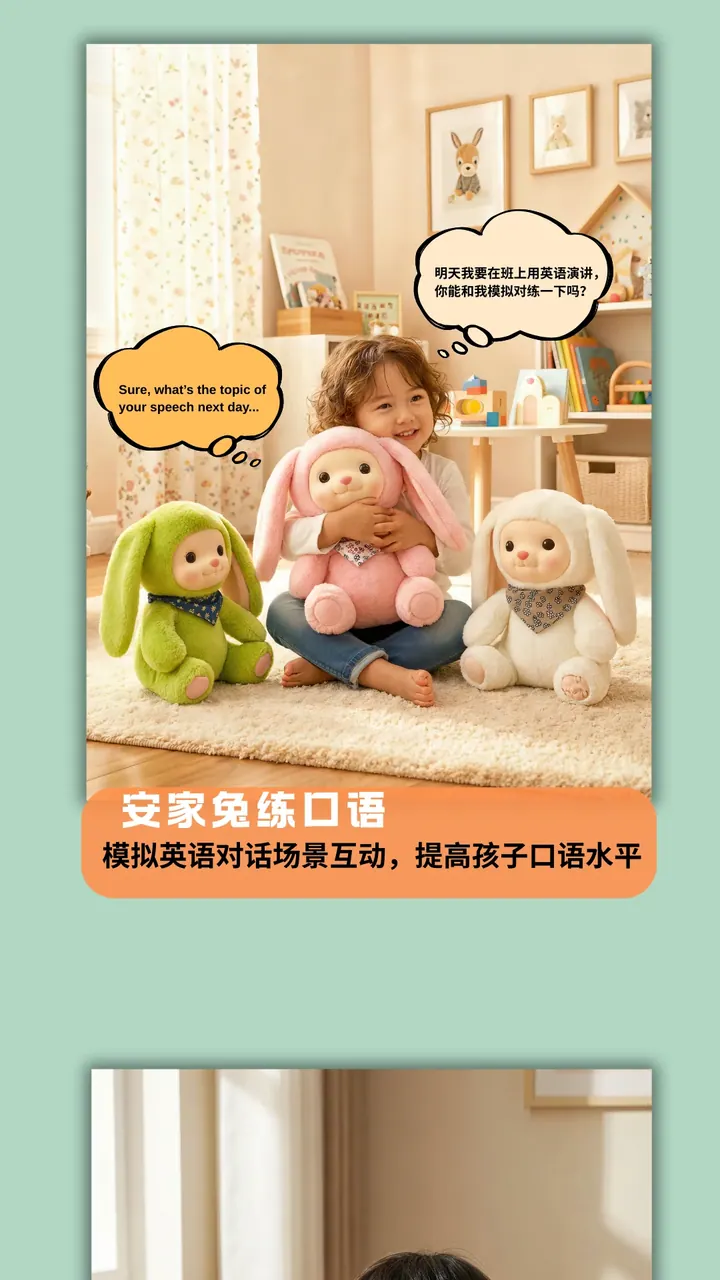 明天我要在班上用英语演讲，
你能和我模拟对练一下吗？
Sure, what's the topic of
your speech next day...
安家兔练口语
模拟英语对话场景互动，提高孩子口语水平